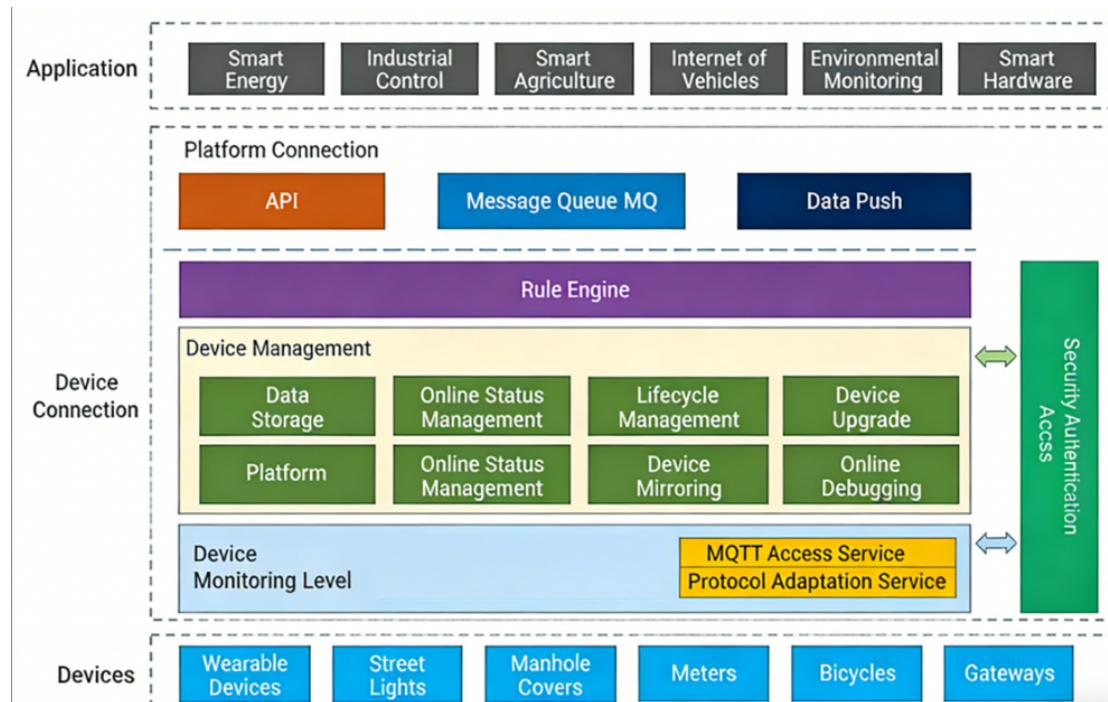 Application
Smart
Energy
Industrial
Control
Smart
Agriculture
Internet of
Vehicles
Environmental
Monitoring
Smart
Hardware
Platform Connection
API
Message Queue MQ
Data Push
Device
Connection
Rule Engine
Device Management
Data
Storage
Online Status
Management
Lifecycle
Management
Device
Upgrade
Platform
Online Status
Management
Device
Mirroring
Online
Debugging
Device
Monitoring Level
MQTT Access Service
Protocol Adaptation Service
Security Authentication
Accss
Devices
Wearable
Devices
Street
Lights
Manhole
Covers
Meters
Bicycles
Gateways